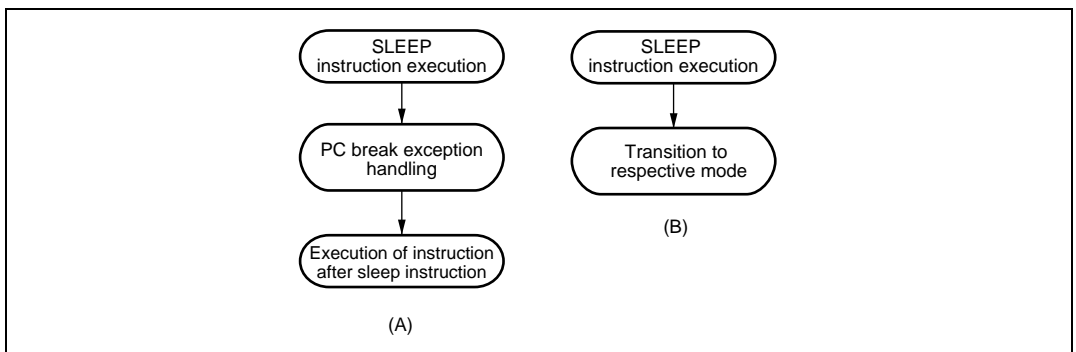 SLEEP
instruction execution
PC break exception
handling
Execution of instruction
after sleep instruction
(A)
SLEEP
instruction execution
Transition to
respective mode
(B)